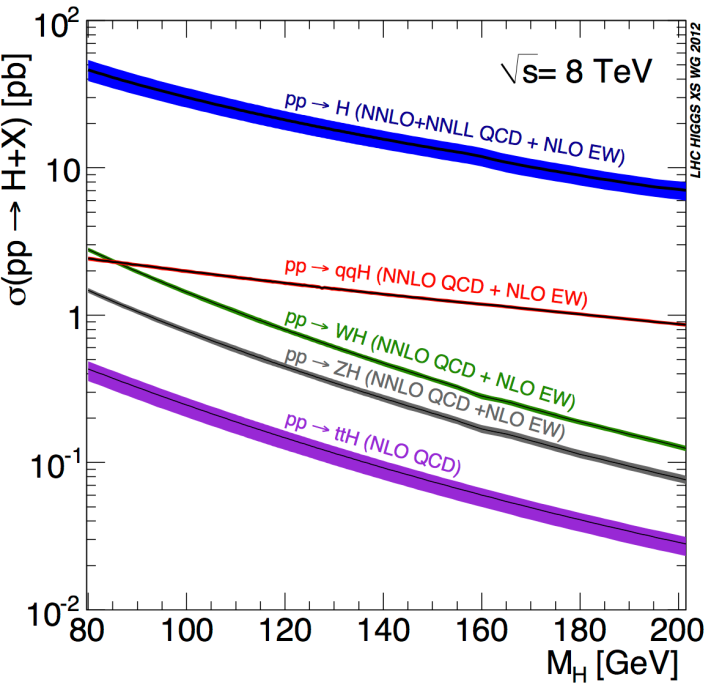 10²
10
1
10⁻¹
10⁻²
σ(pp → H+X) [pb]
√s= 8 TeV
LHC HIGGS XS WG 2012
pp → H (NNLO+NNLL QCD + NLO EW)
pp → qqH (NNLO QCD + NLO EW)
pp → WH (NNLO QCD + NLO EW)
pp → ZH (NNLO QCD +NLO EW)
pp → ttH (NLO QCD)
80 100 120 140 160 180 200
M_H [GeV]